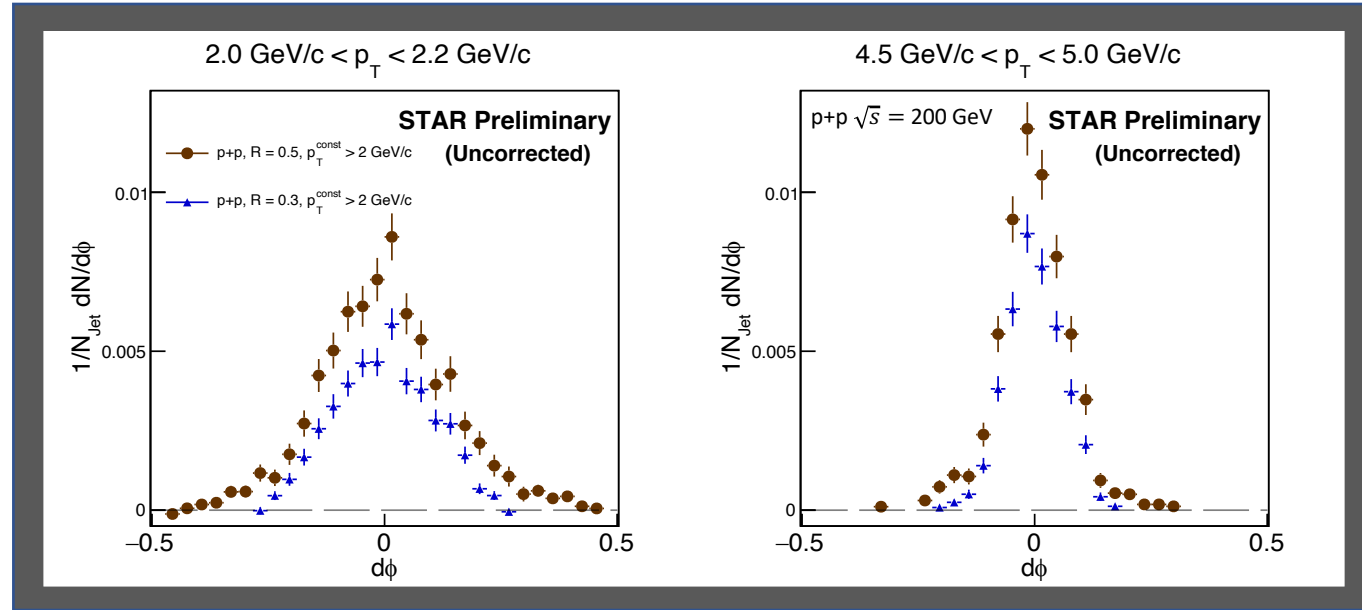 2.0 GeV/c < p_T < 2.2 GeV/c
STAR Preliminary
(Uncorrected)
p+p, R = 0.5, p_T^const > 2 GeV/c
p+p, R = 0.3, p_T^const > 2 GeV/c
1/N_Jet dN/dϕ
0.01
0.005
0
−0.5
0
0.5
dϕ
4.5 GeV/c < p_T < 5.0 GeV/c
p+p √s = 200 GeV
STAR Preliminary
(Uncorrected)
1/N_Jet dN/dϕ
0.01
0.005
0
−0.5
0
0.5
dϕ